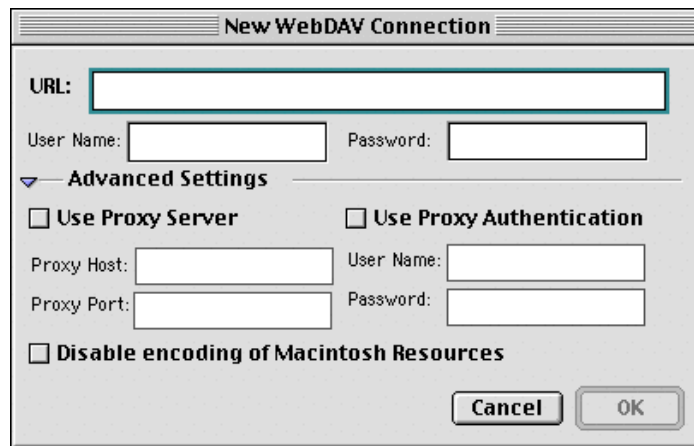 New WebDAV Connection
URL:
User Name: Password:
Advanced Settings
Use Proxy Server Use Proxy Authentication
Proxy Host: User Name:
Proxy Port: Password:
Disable encoding of Macintosh Resources
Cancel OK